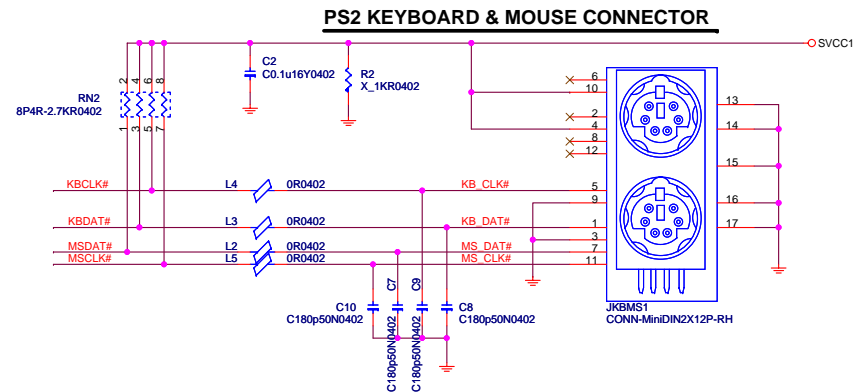 PS2 KEYBOARD & MOUSE CONNECTOR
SVCC1
C2
C0.1u16Y0402
R2
X_1KR0402
RN2
8P4R-2.7KR0402
2
4
6
8
1
3
5
7
6
10
2
4
8
12
5
9
1
3
7
11
13
14
15
16
17
KBCLK#
L4
0R0402
KB_CLK#
KBDAT#
L3
0R0402
KB_DAT#
MSDAT#
L2
0R0402
MS_DAT#
MSCLK#
L5
0R0402
MS_CLK#
C10
C180p50N0402
C7
C180p50N0402
C9
C180p50N0402
C8
C180p50N0402
JKBMS1
CONN-MiniDIN2X12P-RH